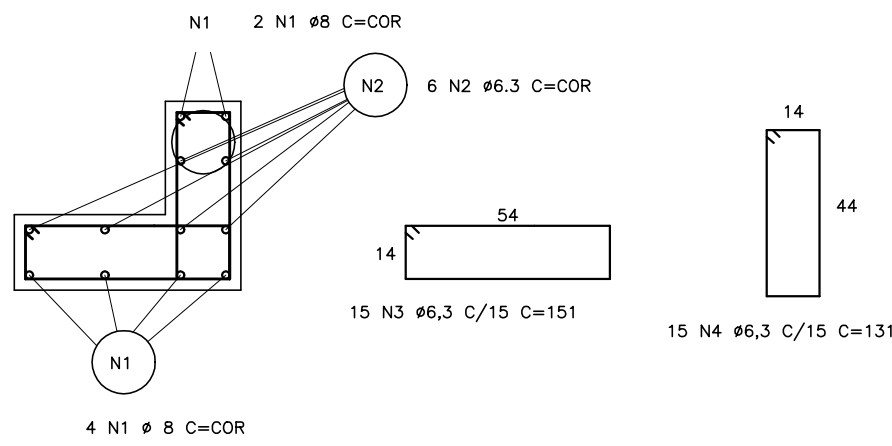 N1 2 N1 ø8 C=COR
N2 6 N2 ø6.3 C=COR
14
44
54
14
15 N3 ø6,3 C/15 C=151
15 N4 ø6,3 C/15 C=131
N1
4 N1 ø 8 C=COR